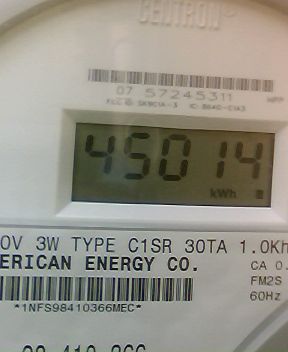 CENTRON®
07 57245311
45014
kWh
0V 3W TYPE C1SR 30TA 1.0Kh
ERICAN ENERGY CO.
CA 0.
FM2S
60Hz
*1NFS98410366MEC*